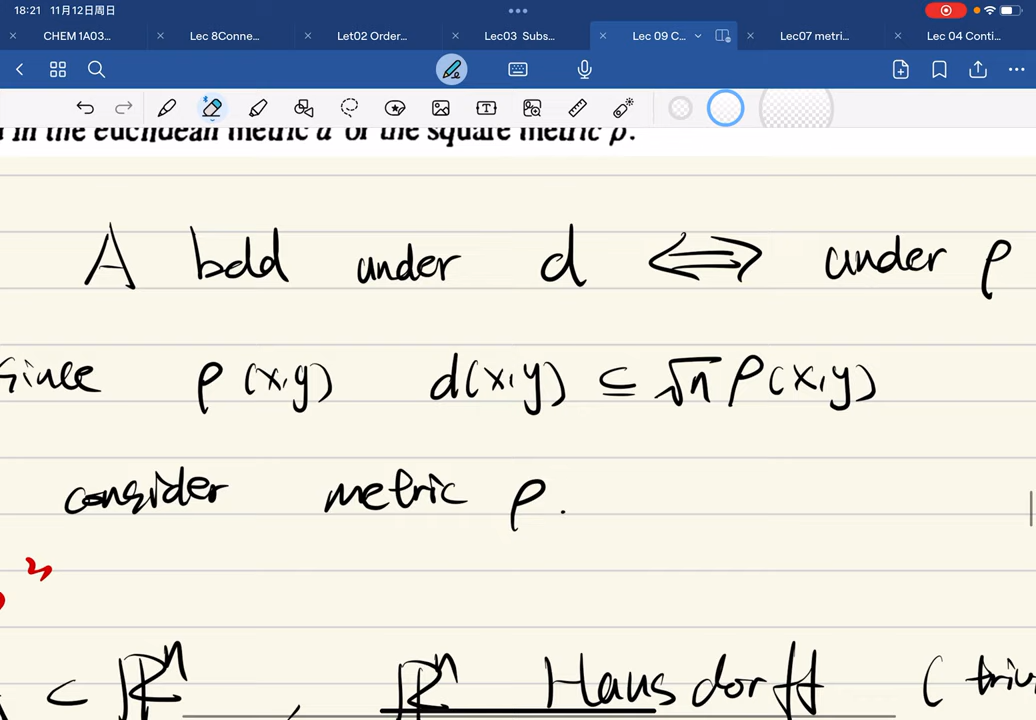 18:21 11月12日周日
CHEM 1A03... Lec 8Conne... Let02 Order... Lec03 Subs... Lec 09 C... Lec07 metri... Lec 04 Conti...
in the euclidean metric d or the square metric ρ.
A bdd under d ⟺ under ρ
Since ρ(x,y) d(x,y) ⊆ √n ρ(x,y)
consider metric ρ.
"
⊂ ℝⁿ ℝⁿ Hausdorff (triv